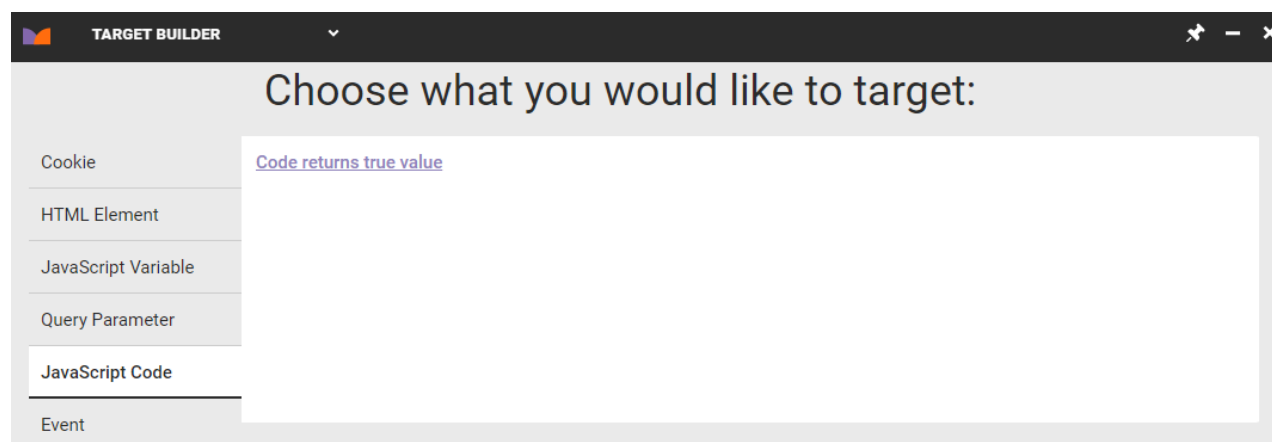 TARGET BUILDER
Choose what you would like to target:
Cookie
Code returns true value
HTML Element
JavaScript Variable
Query Parameter
JavaScript Code
Event